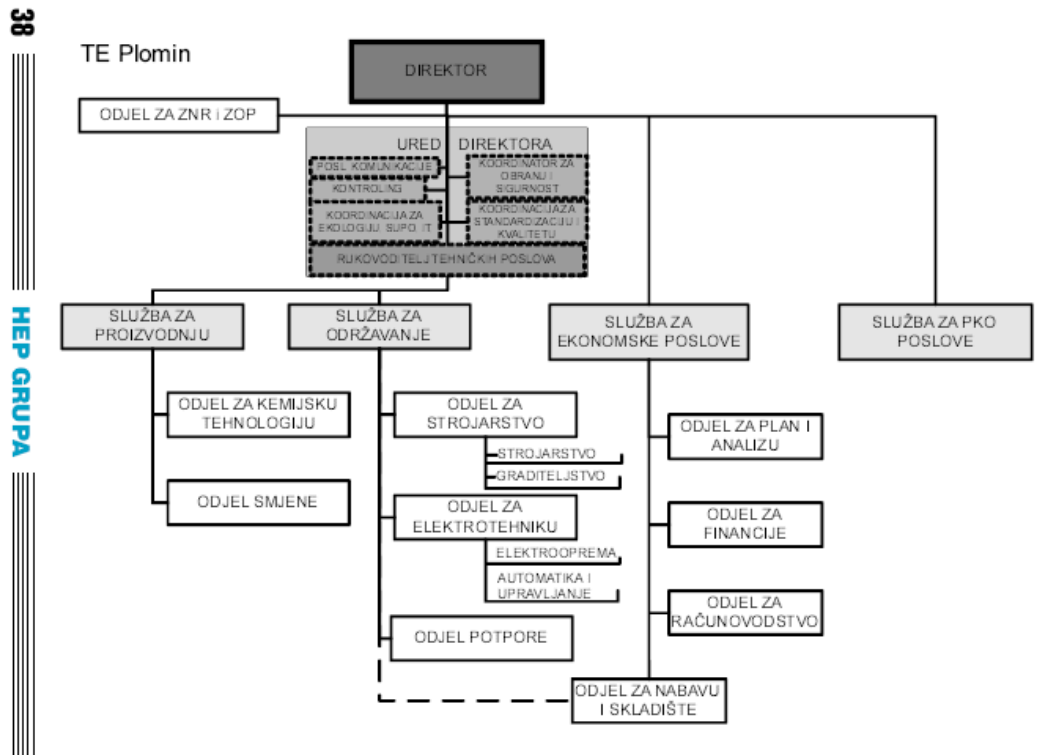 38
HEP GRUPA
TE Plomin
DIREKTOR
ODJEL ZA ZNR I ZOP
URED DIREKTORA
POSL. KOMUNIKACIJE
KONTROLING
KOORDINACIJA ZA
EKOLOGIJU SUPO IT
KOORDINATOR ZA
OBRANU I
SIGURNOST
KOORDINACIJA ZA
STANDARDIZACIJU I
KVALITETU
RUKOVODITELJ TEHNIČKIH POSLOVA
SLUŽBA ZA
PROIZVODNJU
SLUŽBA ZA
ODRŽAVANJE
SLUŽBA ZA
EKONOMSKE POSLOVE
SLUŽBA ZA PKO
POSLOVE
ODJEL ZA KEMIJSKU
TEHNOLOGIJU
ODJEL SMJENE
ODJEL ZA
STROJARSTVO
STROJARSTVO
GRADITELJSTVO
ODJEL ZA
ELEKTROTEHNIKU
ELEKTROOPREMA
AUTOMATIKA I
UPRAVLJANJE
ODJEL POTPORE
ODJEL ZA PLAN I
ANALIZU
ODJEL ZA
FINANCIJE
ODJEL ZA
RAČUNOVODSTVO
ODJEL ZA NABAVU
I SKLADIŠTE